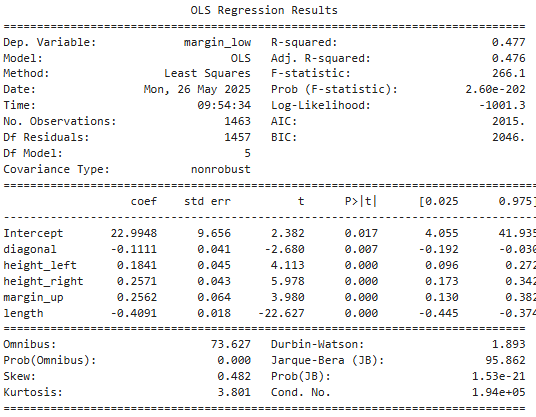 OLS Regression Results
==============================================================================
Dep. Variable:             margin_low   R-squared:                       0.477
Model:                            OLS   Adj. R-squared:                  0.476
Method:                 Least Squares   F-statistic:                     266.1
Date:                Mon, 26 May 2025   Prob (F-statistic):          2.60e-202
Time:                        09:54:34   Log-Likelihood:                -1001.3
No. Observations:                1463   AIC:                             2015.
Df Residuals:                    1457   BIC:                             2046.
Df Model:                           5
Covariance Type:            nonrobust
================================================================================
                   coef    std err          t      P>|t|      [0.025      0.975]
--------------------------------------------------------------------------------
Intercept       22.9948      9.656      2.382      0.017       4.055      41.935
diagonal        -0.1111      0.041     -2.680      0.007      -0.192      -0.030
height_left      0.1841      0.045      4.113      0.000       0.096       0.272
height_right     0.2571      0.043      5.978      0.000       0.173       0.342
margin_up        0.2562      0.064      3.980      0.000       0.130       0.382
length          -0.4091      0.018    -22.627      0.000      -0.445      -0.374
==============================================================================
Omnibus:                       73.627   Durbin-Watson:                   1.893
Prob(Omnibus):                  0.000   Jarque-Bera (JB):               95.862
Skew:                           0.482   Prob(JB):                     1.53e-21
Kurtosis:                       3.801   Cond. No.                     1.94e+05
==============================================================================